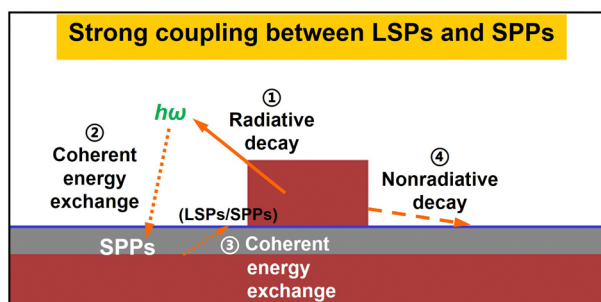 Strong coupling between LSPs and SPPs
①
Radiative
decay
hω
②
Coherent
energy
exchange
④
Nonradiative
decay
(LSPs/SPPs)
SPPs
③ Coherent
energy
exchange